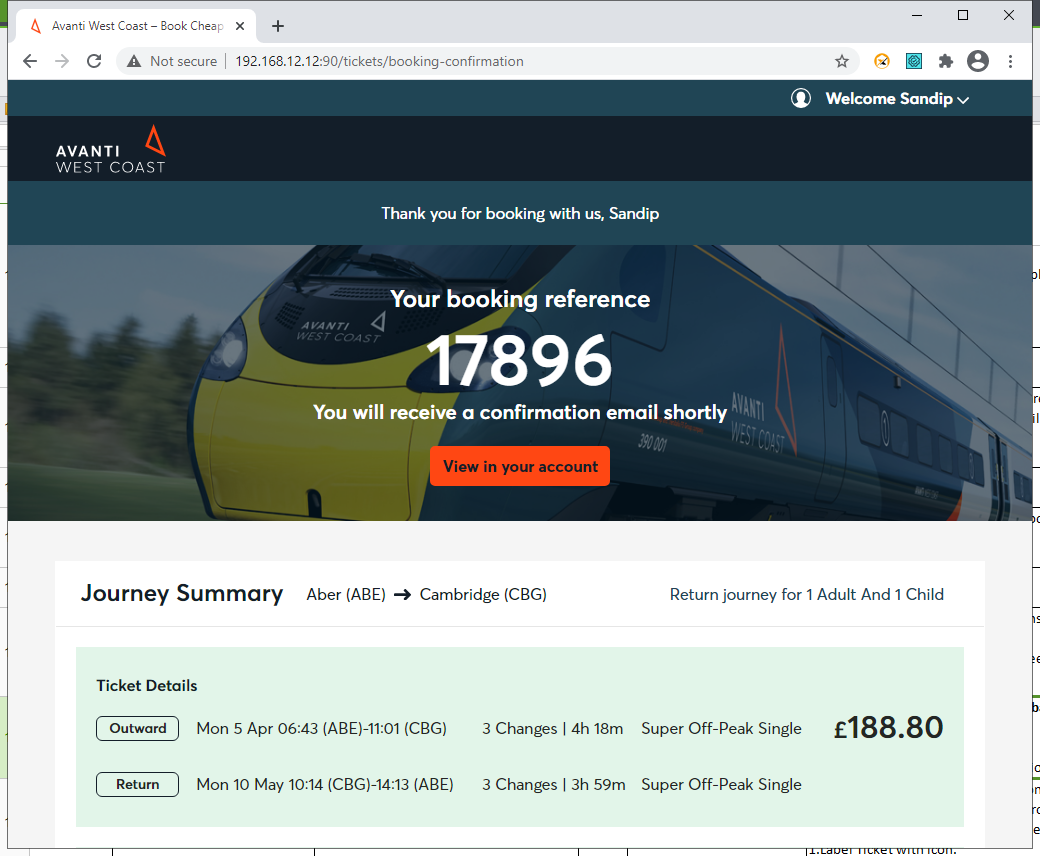 Avanti West Coast – Book Cheap
Not secure
192.168.12.12:90/tickets/booking-confirmation
Welcome Sandip
AVANTI
WEST COAST
Thank you for booking with us, Sandip
Your booking reference
17896
You will receive a confirmation email shortly
View in your account
AVANTI
WEST COAST
AVANTI
WEST COAST
390 001
Journey Summary
Aber (ABE) → Cambridge (CBG)
Return journey for 1 Adult And 1 Child
Ticket Details
Outward Mon 5 Apr 06:43 (ABE)-11:01 (CBG) 3 Changes | 4h 18m Super Off-Peak Single £188.80
Return Mon 10 May 10:14 (CBG)-14:13 (ABE) 3 Changes | 3h 59m Super Off-Peak Single
1.Label Ticket with icon.